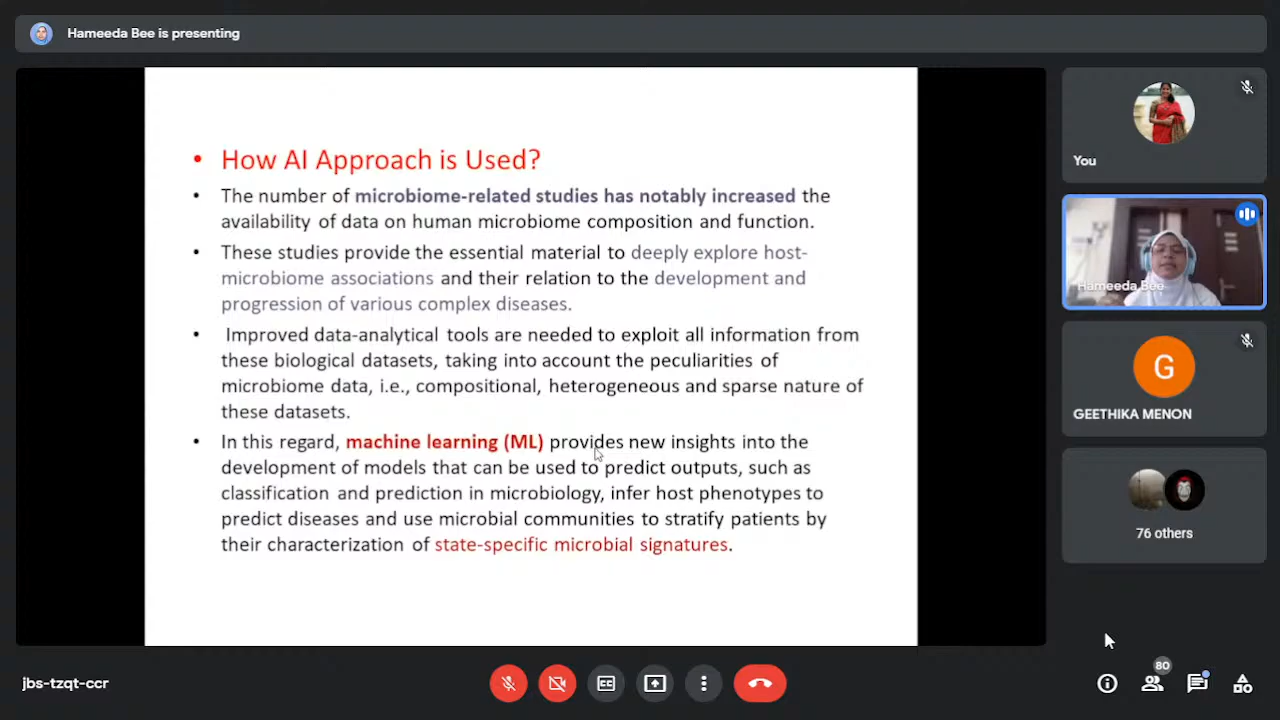 Hameeda Bee is presenting
• How AI Approach is Used?
• The number of microbiome-related studies has notably increased the
availability of data on human microbiome composition and function.
• These studies provide the essential material to deeply explore host-
microbiome associations and their relation to the development and
progression of various complex diseases.
• Improved data-analytical tools are needed to exploit all information from
these biological datasets, taking into account the peculiarities of
microbiome data, i.e., compositional, heterogeneous and sparse nature of
these datasets.
• In this regard, machine learning (ML) provides new insights into the
development of models that can be used to predict outputs, such as
classification and prediction in microbiology, infer host phenotypes to
predict diseases and use microbial communities to stratify patients by
their characterization of state-specific microbial signatures.
You
Hameeda Bee
G
GEETHIKA MENON
76 others
jbs-tzqt-ccr
CC
80